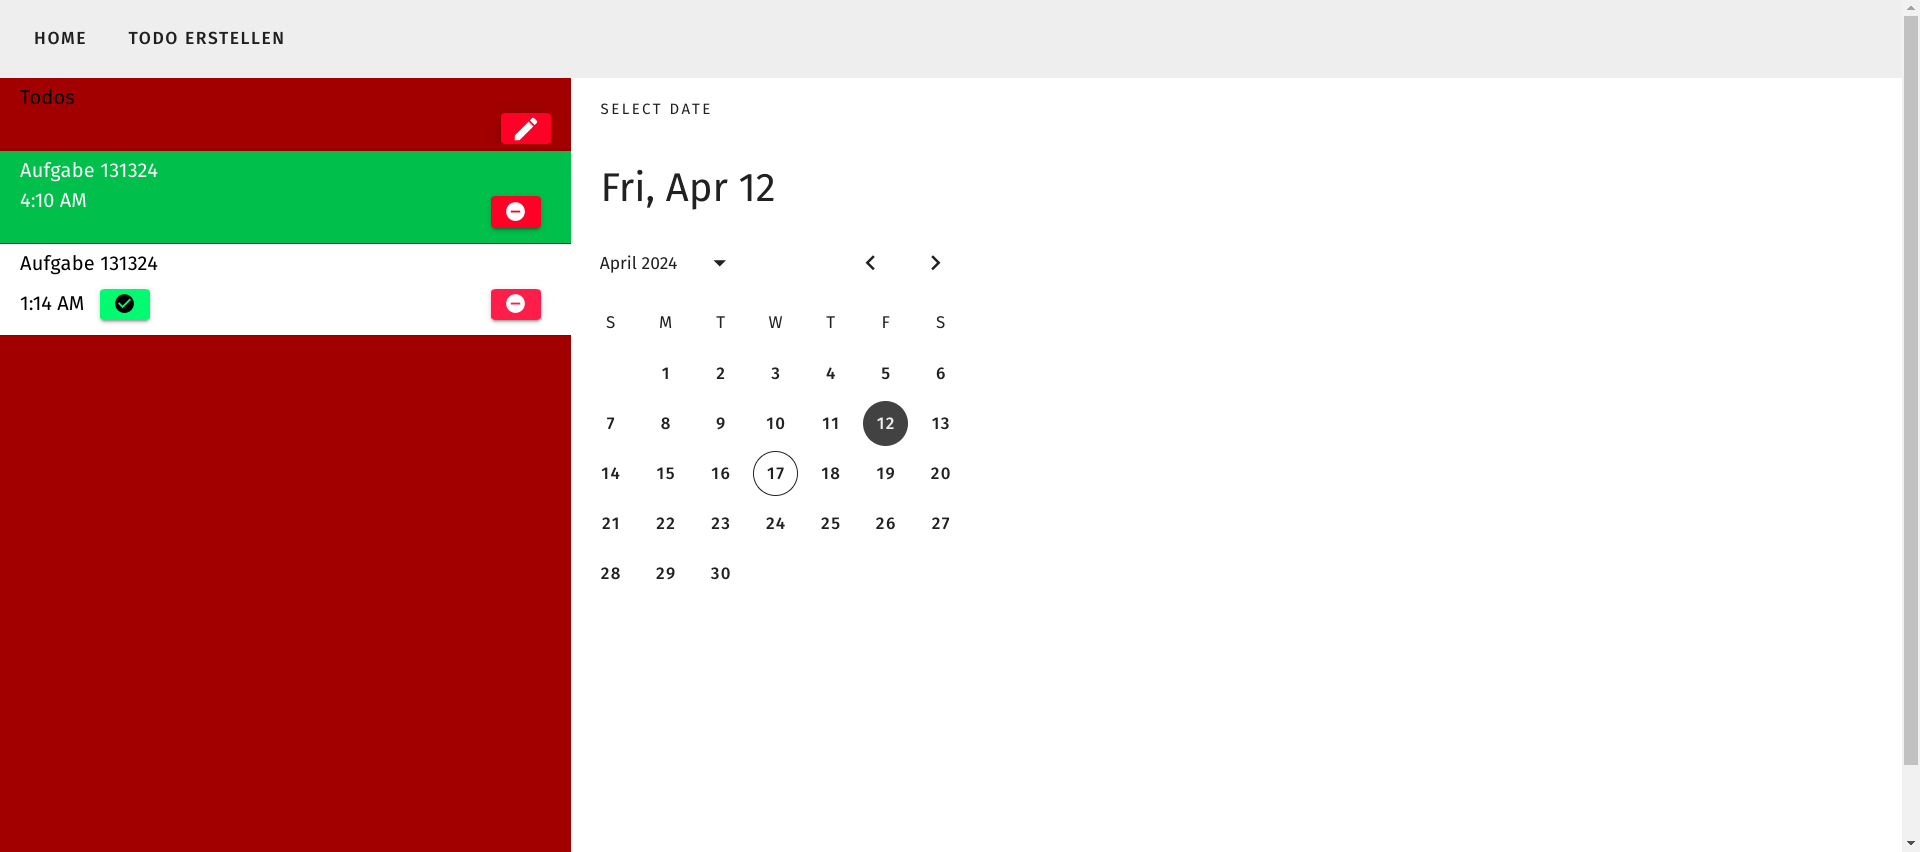 HOME TODO ERSTELLEN
Todos
Aufgabe 131324
4:10 AM
Aufgabe 131324
1:14 AM
SELECT DATE
Fri, Apr 12
April 2024
S M T W T F S
1 2 3 4 5 6
7 8 9 10 11 12 13
14 15 16 17 18 19 20
21 22 23 24 25 26 27
28 29 30